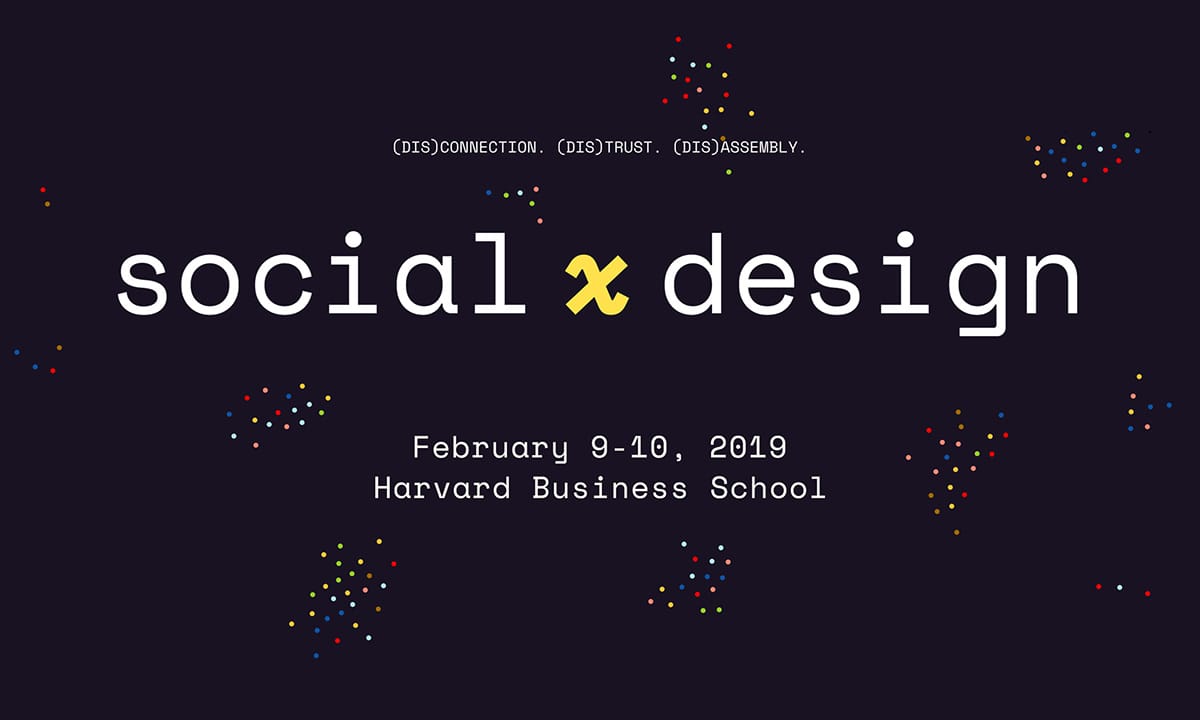 (DIS)CONNECTION. (DIS)TRUST. (DIS)ASSEMBLY.
social x design
February 9-10, 2019
Harvard Business School